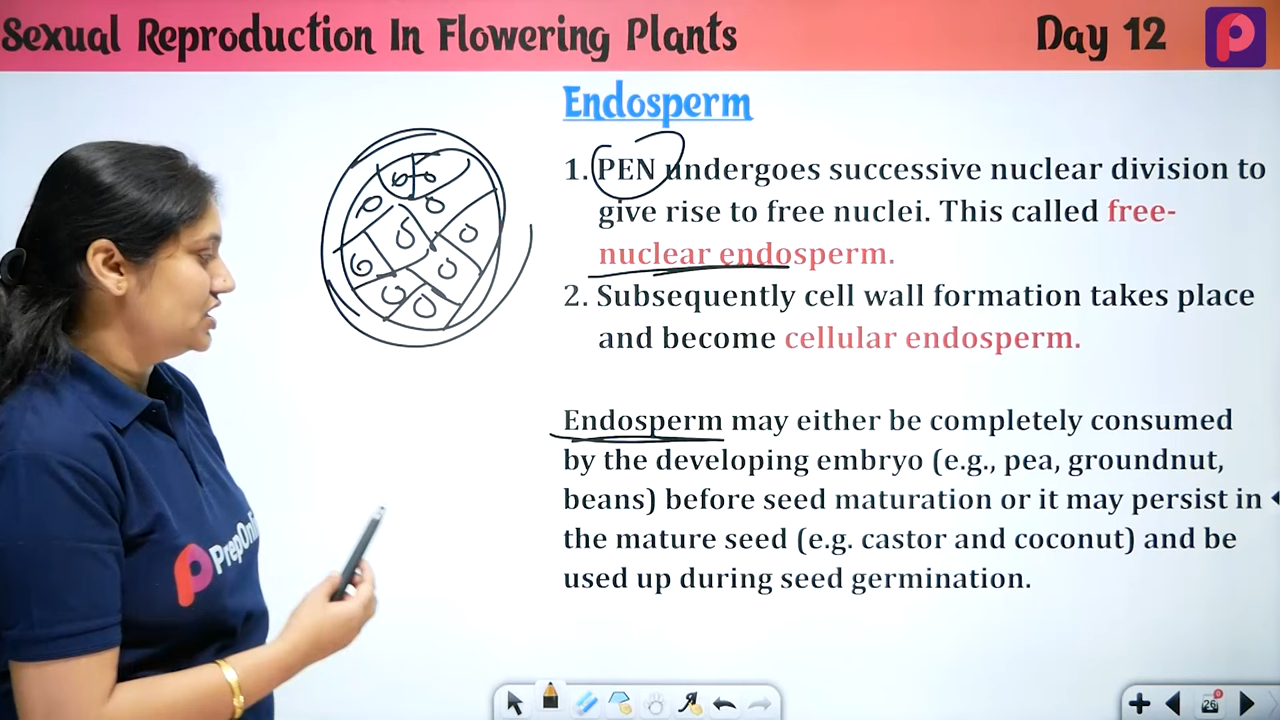 Sexual Reproduction In Flowering Plants
Day 12
Endosperm
1. PEN undergoes successive nuclear division to
give rise to free nuclei. This called free-
nuclear endosperm.
2. Subsequently cell wall formation takes place
and become cellular endosperm.
Endosperm may either be completely consumed
by the developing embryo (e.g., pea, groundnut,
beans) before seed maturation or it may persist in
the mature seed (e.g. castor and coconut) and be
used up during seed germination.
26